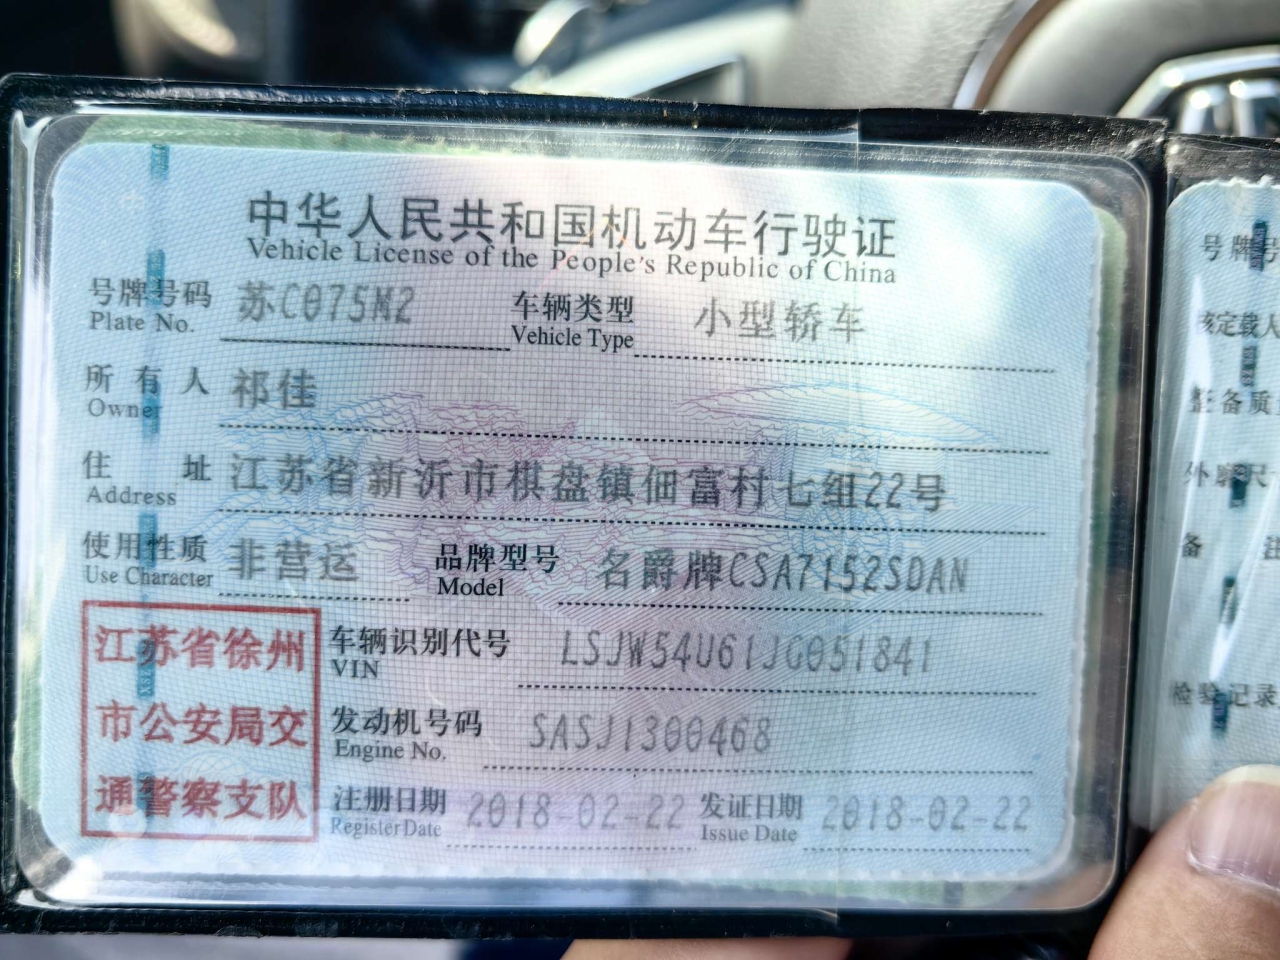 中华人民共和国机动车行驶证
Vehicle License of the People's Republic of China
号牌号码 苏C075M2 车辆类型 小型轿车
Plate No. Vehicle Type
所有人 祁佳
Owner
住址 江苏省新沂市棋盘镇佃富村七组22号
Address
使用性质 非营运 品牌型号 名爵牌CSA7152SDAN
Use Character Model
江苏省徐州
市公安局交
通警察支队
车辆识别代号 LSJW54U61JG051841
VIN
发动机号码 SASJ1300468
Engine No.
注册日期 2018-02-22 发证日期 2018-02-22
Register Date Issue Date
号牌号
核定载人
整备质
外廓尺
备注
检验记录